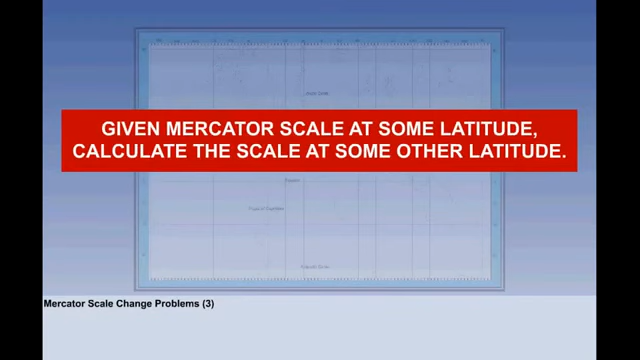 GIVEN MERCATOR SCALE AT SOME LATITUDE,
CALCULATE THE SCALE AT SOME OTHER LATITUDE.
Mercator Scale Change Problems (3)